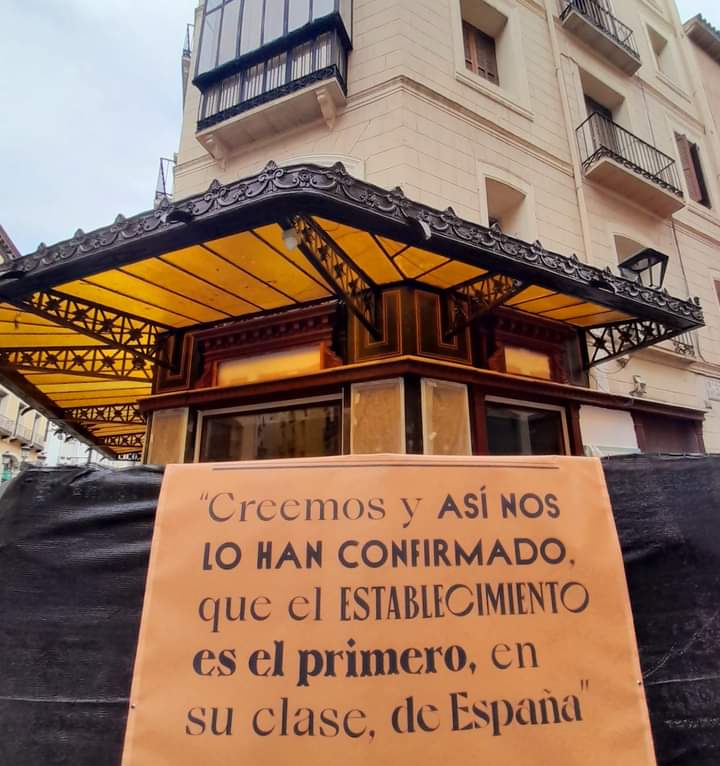 "Creemos y ASÍ NOS
LO HAN CONFIRMADO,
que el ESTABLECIMIENTO
es el primero, en
su clase, de España"